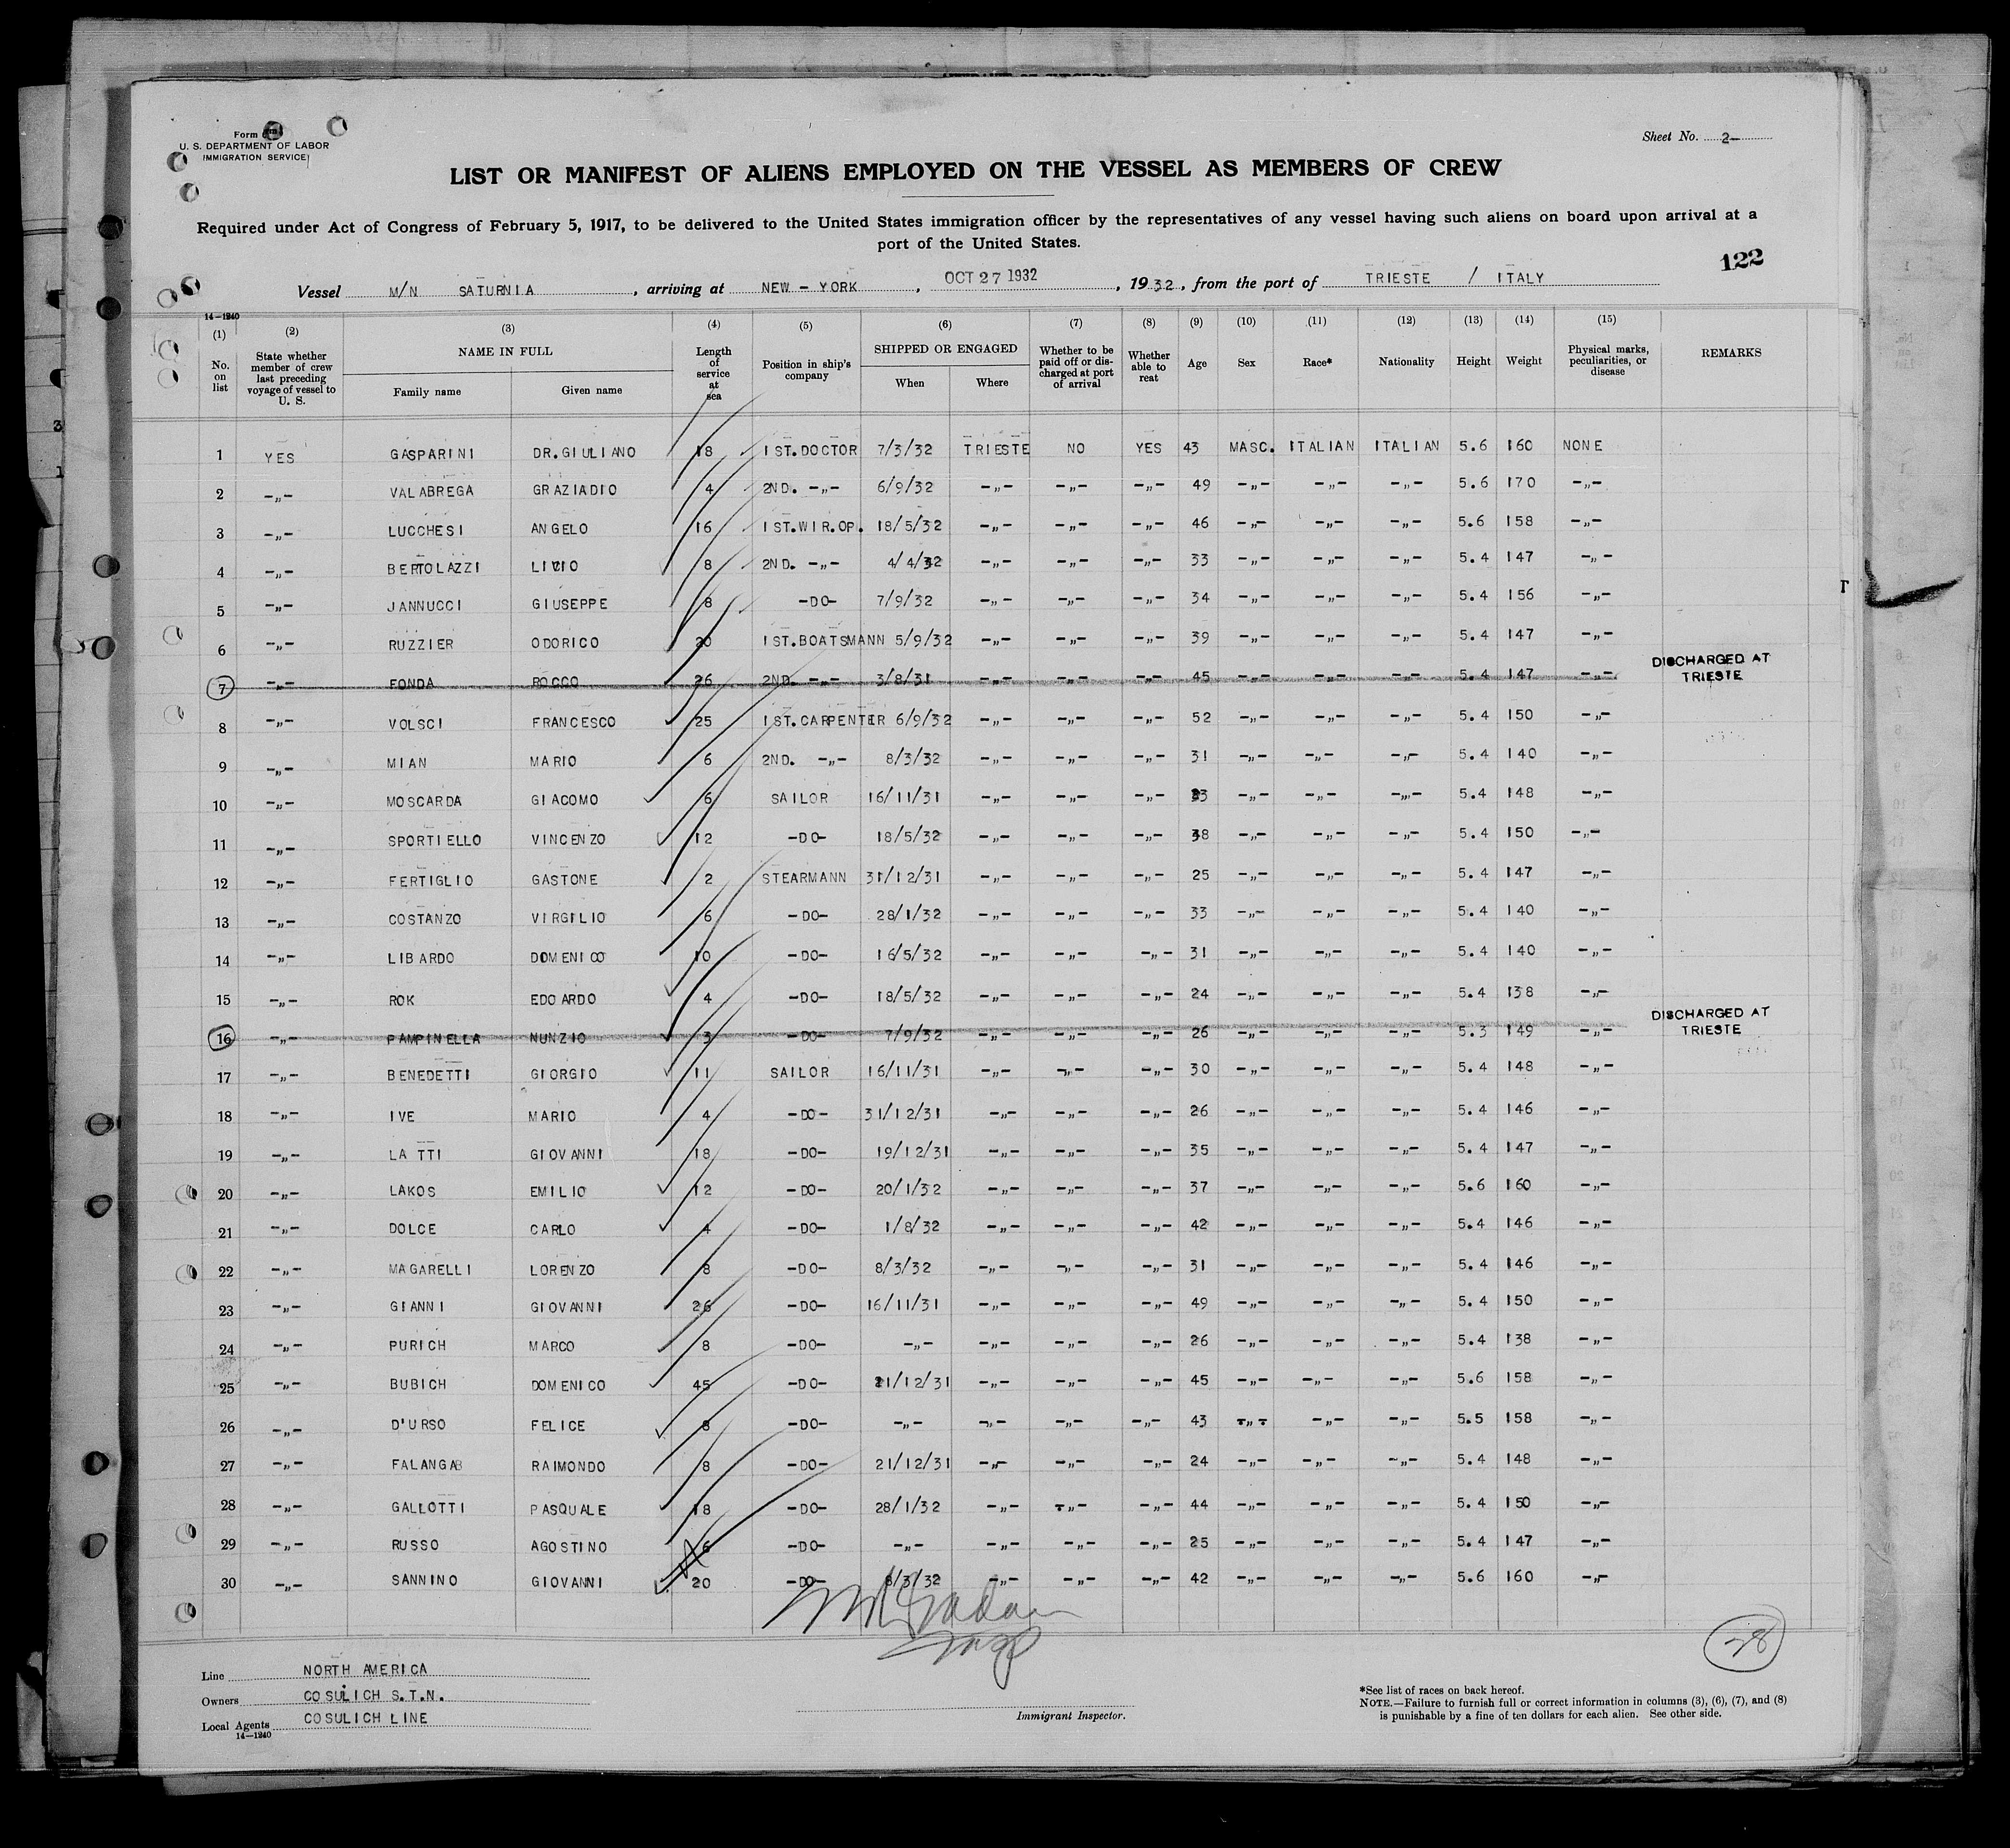 Form
U. S. DEPARTMENT OF LABOR
IMMIGRATION SERVICE
Sheet No. 2-
LIST OR MANIFEST OF ALIENS EMPLOYED ON THE VESSEL AS MEMBERS OF CREW
Required under Act of Congress of February 5, 1917, to be delivered to the United States immigration officer by the representatives of any vessel having such aliens on board upon arrival at a
port of the United States.
122
Vessel M/N SATURNIA, arriving at NEW - YORK, OCT 27 1932, 1932, from the port of TRIESTE / ITALY
14-1240
(1) (2) (3) (4) (5) (6) (7) (8) (9) (10) (11) (12) (13) (14) (15)
No. on list State whether member of crew last preceding voyage of vessel to U. S. NAME IN FULL Family name Given name Length of service at sea Position in ship's company SHIPPED OR ENGAGED When Where Whether to be paid off or discharged at port of arrival Whether able to reat Age Sex Race* Nationality Height Weight Physical marks, peculiarities, or disease REMARKS
1 YES GASPARINI DR.GIULIANO 18 1ST.DOCTOR 7/3/32 TRIESTE NO YES 43 MASC. ITALIAN ITALIAN 5.6 160 NONE
2 -„- VALABREGA GRAZIADIO 4 2ND. -„- 6/9/32 -„- -„- -„- 49 -„- -„- -„- 5.6 170 -„-
3 -„- LUCCHESI ANGELO 16 1ST.WIR.OP. 18/5/32 -„- -„- -„- 46 -„- -„- -„- 5.6 158 -„-
4 -„- BERTOLAZZI LIVIO 8 2ND. -„- 4/4/32 -„- -„- -„- 33 -„- -„- -„- 5.4 147 -„-
5 -„- JANNUCCI GIUSEPPE 8 -DO- 7/9/32 -„- -„- -„- 34 -„- -„- -„- 5.4 156 -„-
6 -„- RUZZIER ODORICO 20 1ST.BOATSMANN 5/9/32 -„- -„- -„- 39 -„- -„- -„- 5.4 147 -„-
7 -„- FONDA ROCCO 26 2ND. -„- 3/8/31 -„- -„- -„- 45 -„- -„- -„- 5.4 147 -„- DISCHARGED AT TRIESTE
8 -„- VOLSCI FRANCESCO 25 1ST.CARPENTER 6/9/32 -„- -„- -„- 52 -„- -„- -„- 5.4 150 -„-
9 -„- MIAN MARIO 6 2ND. -„- 8/3/32 -„- -„- -„- 31 -„- -„- -„- 5.4 140 -„-
10 -„- MOSCARDA GIACOMO 6 SAILOR 16/11/31 -„- -„- -„- -„- -„- -„- 5.4 148 -„-
11 -„- SPORTIELLO VINCENZO 12 -DO- 18/5/32 -„- -„- -„- 38 -„- -„- -„- 5.4 150 -„-
12 -„- FERTIGLIO GASTONE 2 STEARMANN 31/12/31 -„- -„- -„- 25 -„- -„- -„- 5.4 147 -„-
13 -„- COSTANZO VIRGILIO 6 -DO- 28/1/32 -„- -„- -„- 33 -„- -„- -„- 5.4 140 -„-
14 -„- LIBARDO DOMENICO 10 -DO- 16/5/32 -„- -„- -„- 31 -„- -„- -„- 5.4 140 -„-
15 -„- ROK EDOARDO 4 -DO- 18/5/32 -„- -„- -„- 24 -„- -„- -„- 5.4 138 -„-
16 -„- PAMPINELLA NUNZIO 3 -DO- 7/9/32 -„- -„- -„- 26 -„- -„- -„- 5.3 149 -„- DISCHARGED AT TRIESTE
17 -„- BENEDETTI GIORGIO 11 SAILOR 16/11/31 -„- -„- -„- 30 -„- -„- -„- 5.4 148 -„-
18 -„- IVE MARIO 4 -DO- 31/12/31 -„- -„- -„- 26 -„- -„- -„- 5.4 146 -„-
19 -„- LATTI GIOVANNI 18 -DO- 19/12/31 -„- -„- -„- 35 -„- -„- -„- 5.4 147 -„-
20 -„- LAKOS EMILIO 12 -DO- 20/1/32 -„- -„- -„- 37 -„- -„- -„- 5.6 160 -„-
21 -„- DOLCE CARLO 4 -DO- 1/8/32 -„- -„- -„- 42 -„- -„- -„- 5.4 146 -„-
22 -„- MAGARELLI LORENZO 8 -DO- 8/3/32 -„- -„- -„- 31 -„- -„- -„- 5.4 146 -„-
23 -„- GIANNI GIOVANNI 26 -DO- 16/11/31 -„- -„- -„- 49 -„- -„- -„- 5.4 150 -„-
24 -„- PURICH MARCO 8 -DO- -„- -„- -„- -„- 26 -„- -„- -„- 5.4 138 -„-
25 -„- BUBICH DOMENICO 45 -DO- 21/12/31 -„- -„- -„- 45 -„- -„- -„- 5.6 158 -„-
26 -„- D'URSO FELICE 8 -DO- -„- -„- -„- -„- 43 -„- -„- -„- 5.5 158 -„-
27 -„- FALANGA RAIMONDO 8 -DO- 21/12/31 -„- -„- -„- 24 -„- -„- -„- 5.4 148 -„-
28 -„- GALLOTTI PASQUALE 18 -DO- 28/1/32 -„- -„- -„- 44 -„- -„- -„- 5.4 150 -„-
29 -„- RUSSO AGOSTINO 6 -DO- -„- -„- -„- -„- 25 -„- -„- -„- 5.4 147 -„-
30 -„- SANNINO GIOVANNI 20 -DO- 8/3/32 -„- -„- -„- 42 -„- -„- -„- 5.6 160 -„-
28
Line NORTH AMERICA
Owners COSULICH S.T.N.
Local Agents COSULICH LINE
14-1240
Immigrant Inspector.
*See list of races on back hereof.
NOTE.—Failure to furnish full or correct information in columns (3), (6), (7), and (8)
is punishable by a fine of ten dollars for each alien. See other side.